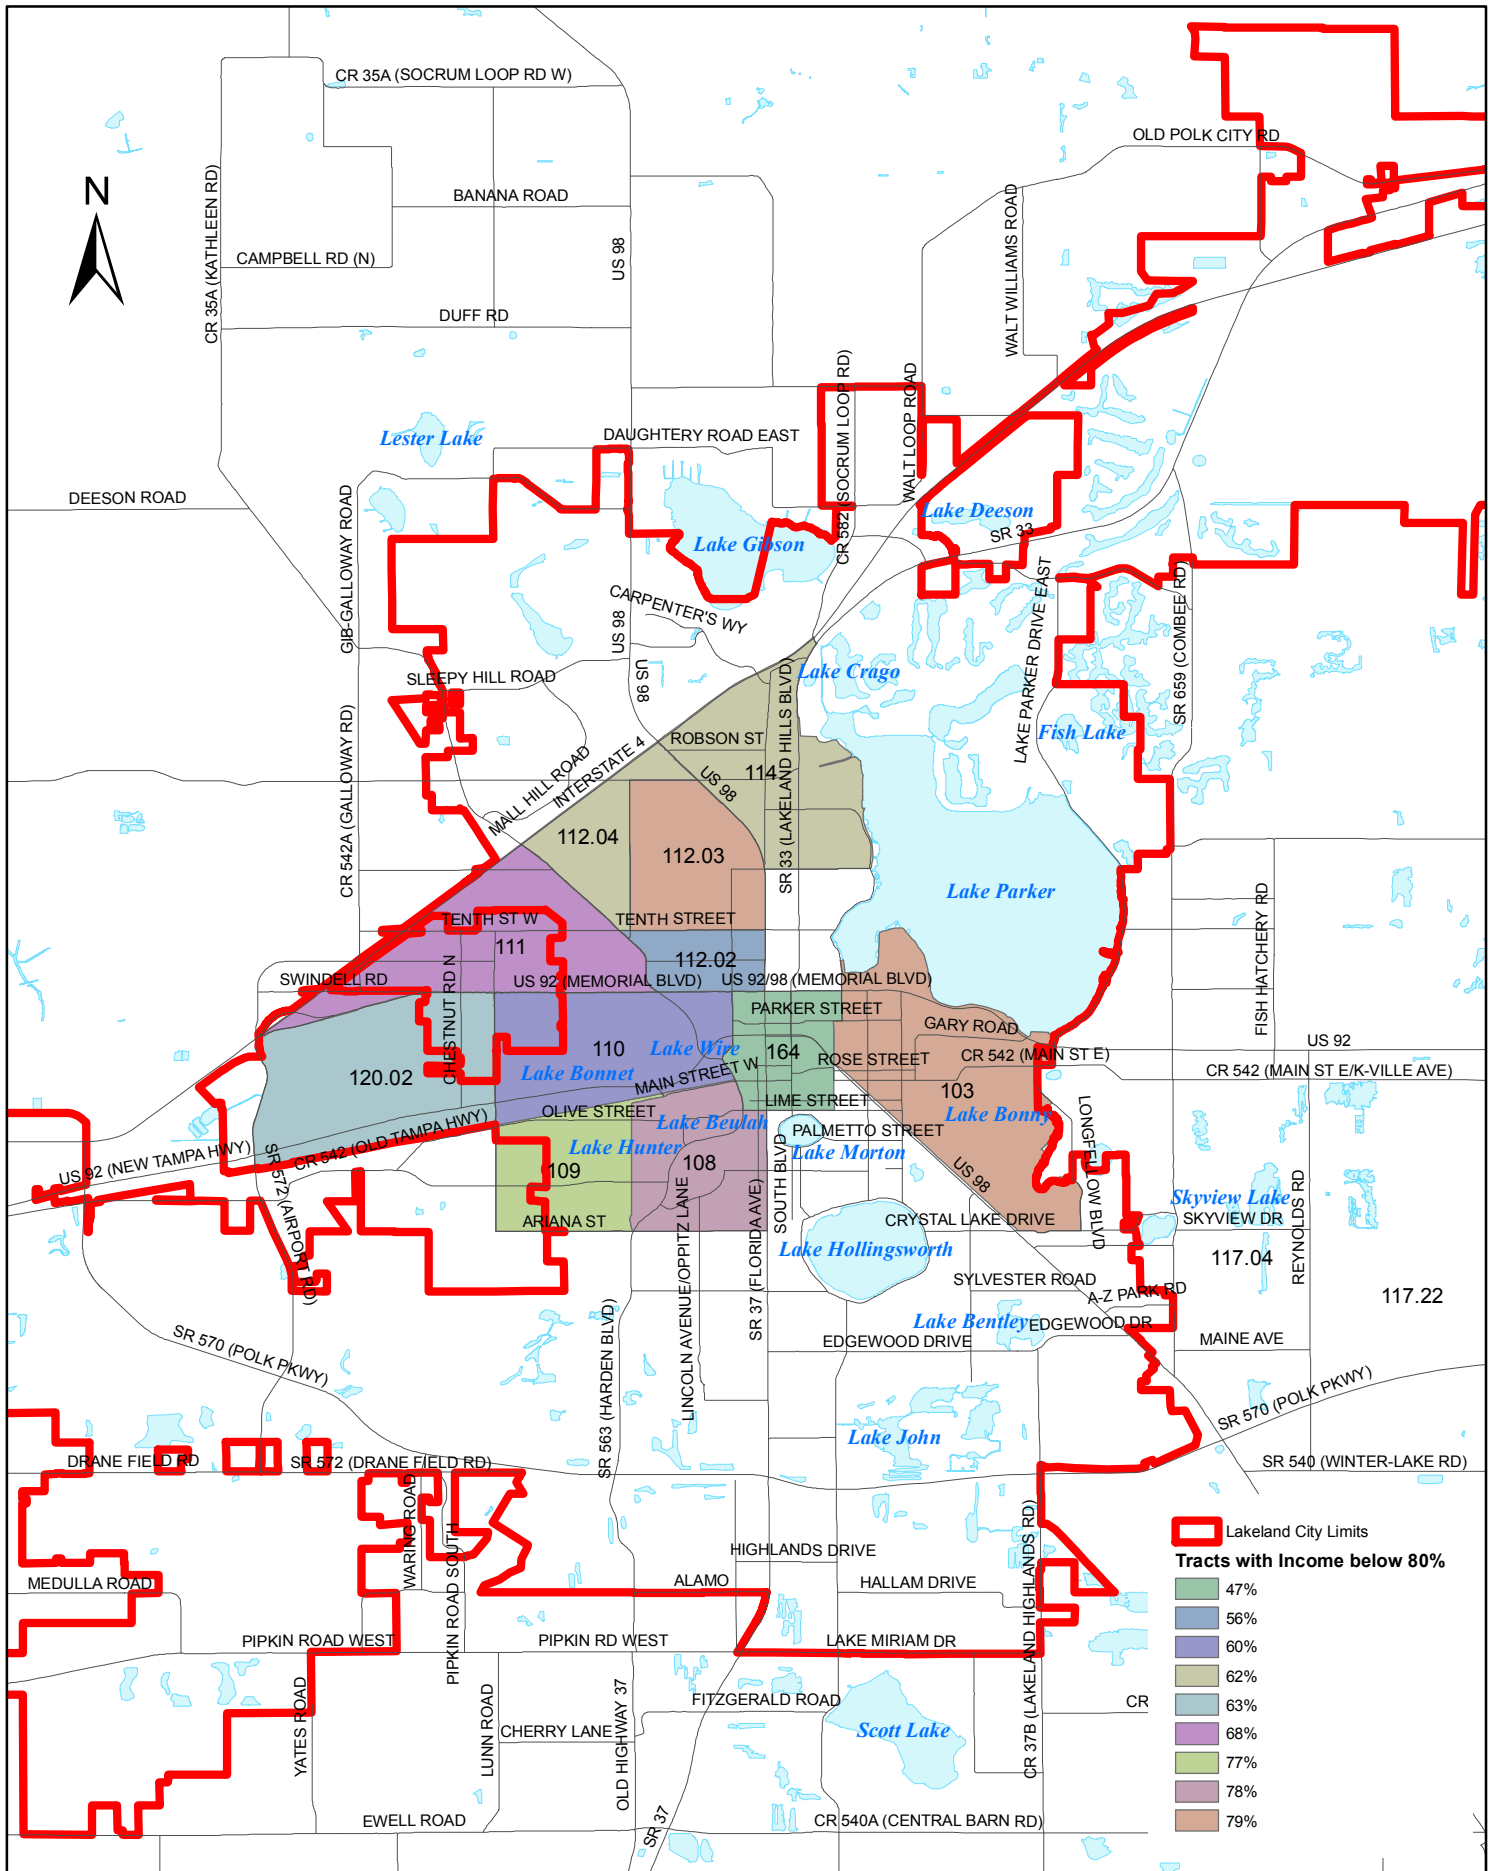 CR 35A (SOCRUM LOOP RD W)
OLD POLK CITY RD
N
CR 35A (KATHLEEN RD)
BANANA ROAD
WALT WILLIAMS ROAD
US 98
CAMPBELL RD (N)
DUFF RD
CR 582 (SOCRUM LOOP RD)
WALT LOOP ROAD
Lester Lake
DAUGHTERY ROAD EAST
DEESON ROAD
GIB-GALLOWAY ROAD
Lake Deeson
SR 33
Lake Gibson
LAKE PARKER DRIVE EAST
SR 659 (COMBEE RD)
CARPENTER'S WY
US 98
US 98
SLEEPY HILL ROAD
Lake Crago
CR 542A (GALLOWAY RD)
SR 33 (LAKELAND HILLS BLVD)
Fish Lake
ROBSON ST
MALL HILL ROAD
INTERSTATE 4
US 98
114
112.04
112.03
Lake Parker
FISH HATCHERY RD
TENTH ST W
TENTH STREET
111
112.02
SWINDELL RD
CHESTNUT RD N
US 92 (MEMORIAL BLVD)
US 92/98 (MEMORIAL BLVD)
PARKER STREET
GARY ROAD
US 92
110
Lake Wire
164
ROSE STREET
CR 542 (MAIN ST E)
120.02
Lake Bonnet
MAIN STREET W
CR 542 (MAIN ST E/K-VILLE AVE)
103
OLIVE STREET
LIME STREET
Lake Bonny
LONGFELLOW BLVD
Lake Beulah
PALMETTO STREET
CR 542 (OLD TAMPA HWY)
US 92 (NEW TAMPA HWY)
Lake Hunter
Lake Morton
109
108
US 98
SR 572 (AIRPORT RD)
SOUTH BLVD
Skyview Lake
REYNOLDS RD
ARIANA ST
CRYSTAL LAKE DRIVE
SKYVIEW DR
LINCOLN AVENUE/OPPITZ LANE
SR 37 (FLORIDA AVE)
Lake Hollingsworth
117.04
SYLVESTER ROAD
A-Z PARK RD
117.22
SR 563 (HARDEN BLVD)
Lake Bentley
EDGEWOOD DR
SR 570 (POLK PKWY)
EDGEWOOD DRIVE
MAINE AVE
SR 570 (POLK PKWY)
Lake John
DRANE FIELD RD
SR 572 (DRANE FIELD RD)
SR 540 (WINTER-LAKE RD)
WARING ROAD
PIPKIN ROAD SOUTH
CR 37B (LAKELAND HIGHLANDS RD)
Lakeland City Limits
HIGHLANDS DRIVE
Tracts with Income below 80%
MEDULLA ROAD
ALAMO
HALLAM DRIVE
47%
56%
PIPKIN ROAD WEST
PIPKIN RD WEST
LAKE MIRIAM DR
60%
62%
YATES ROAD
LUNN ROAD
OLD HIGHWAY 37
FITZGERALD ROAD
CR
63%
CHERRY LANE
Scott Lake
68%
77%
78%
EWELL ROAD
SR 37
CR 540A (CENTRAL BARN RD)
79%